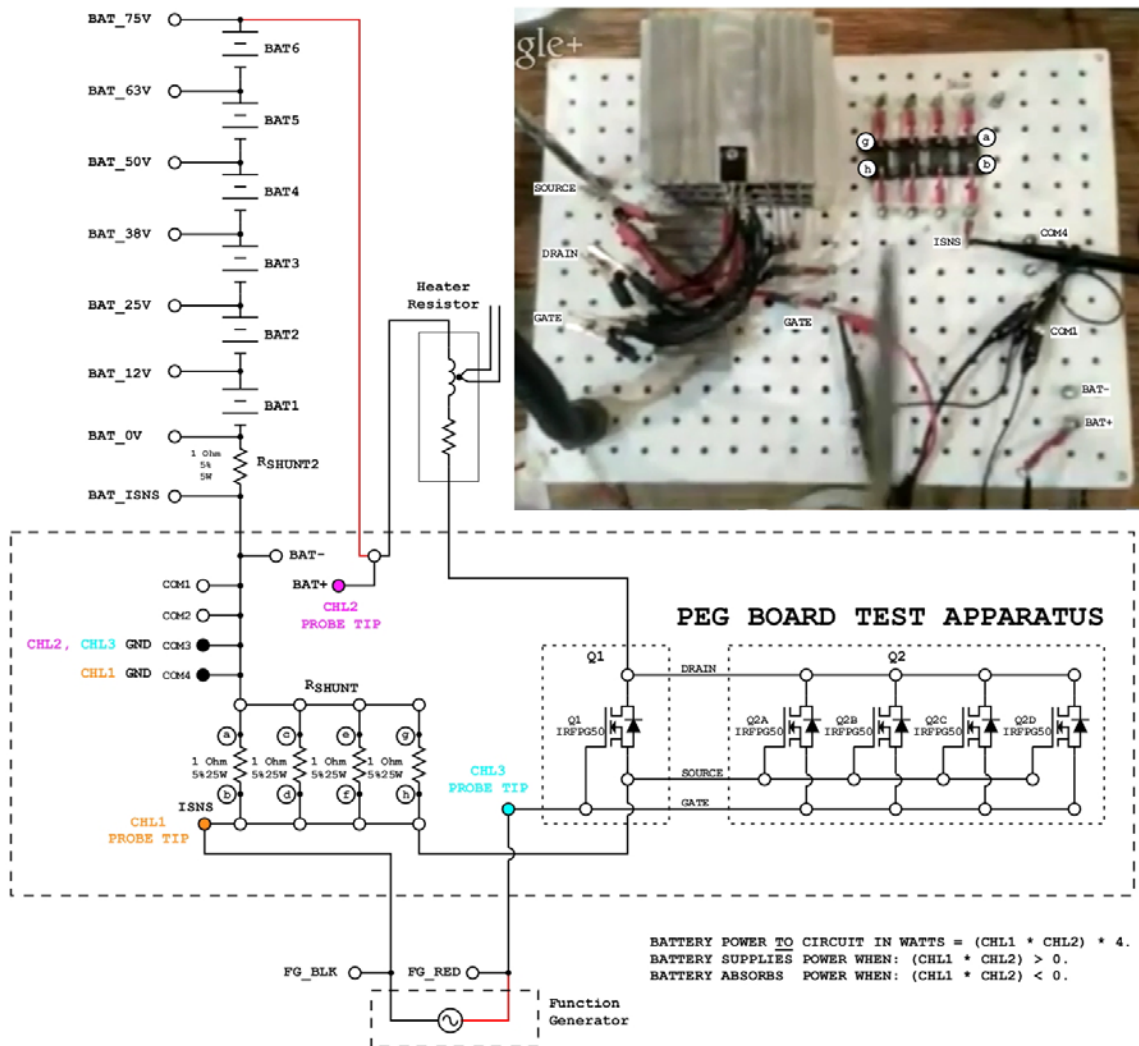 BAT_75V
BAT6
BAT_63V
BAT5
BAT_50V
BAT4
BAT_38V
BAT3
BAT_25V
BAT2
BAT_12V
BAT1
BAT_0V
1 Ohm
5%
5W
RSHUNT2
BAT_ISNS
Heater
Resistor
gle+
SOURCE
DRAIN
GATE
GATE
g
a
h
b
ISNS
COM4
COM1
BAT-
BAT+
BAT-
BAT+
COM1
COM2
CHL2
PROBE TIP
CHL2, CHL3 GND COM3
CHL1 GND COM4
PEG BOARD TEST APPARATUS
RSHUNT
a
c
e
g
1 Ohm
5%25W
1 Ohm
5%25W
1 Ohm
5%25W
1 Ohm
5%25W
b
d
f
h
ISNS
CHL1
PROBE TIP
CHL3
PROBE TIP
Q1
Q2
DRAIN
Q1
IRFPG50
Q2A
IRFPG50
Q2B
IRFPG50
Q2C
IRFPG50
Q2D
IRFPG50
SOURCE
GATE
FG_BLK
FG_RED
Function
Generator
BATTERY POWER TO CIRCUIT IN WATTS = (CHL1 * CHL2) * 4.
BATTERY SUPPLIES POWER WHEN: (CHL1 * CHL2) > 0.
BATTERY ABSORBS POWER WHEN: (CHL1 * CHL2) < 0.